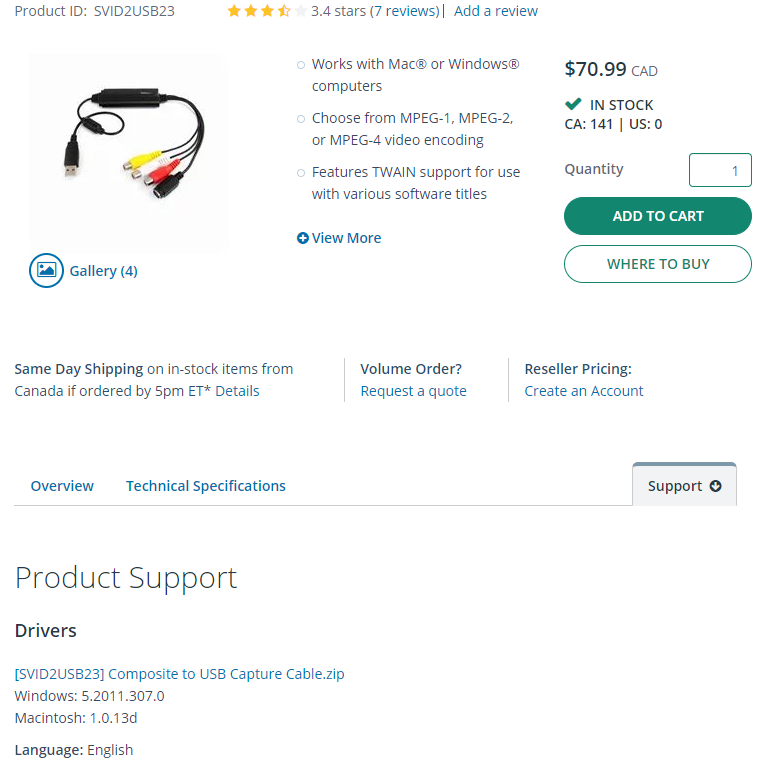 Product ID: SVID2USB23
3.4 stars (7 reviews)| Add a review
Works with Mac® or Windows®
computers
Choose from MPEG-1, MPEG-2,
or MPEG-4 video encoding
Features TWAIN support for use
with various software titles
View More
Gallery (4)
$70.99 CAD
IN STOCK
CA: 141 | US: 0
Quantity
1
ADD TO CART
WHERE TO BUY
Same Day Shipping on in-stock items from
Canada if ordered by 5pm ET* Details
Volume Order?
Request a quote
Reseller Pricing:
Create an Account
Overview
Technical Specifications
Support
Product Support
Drivers
[SVID2USB23] Composite to USB Capture Cable.zip
Windows: 5.2011.307.0
Macintosh: 1.0.13d
Language: English